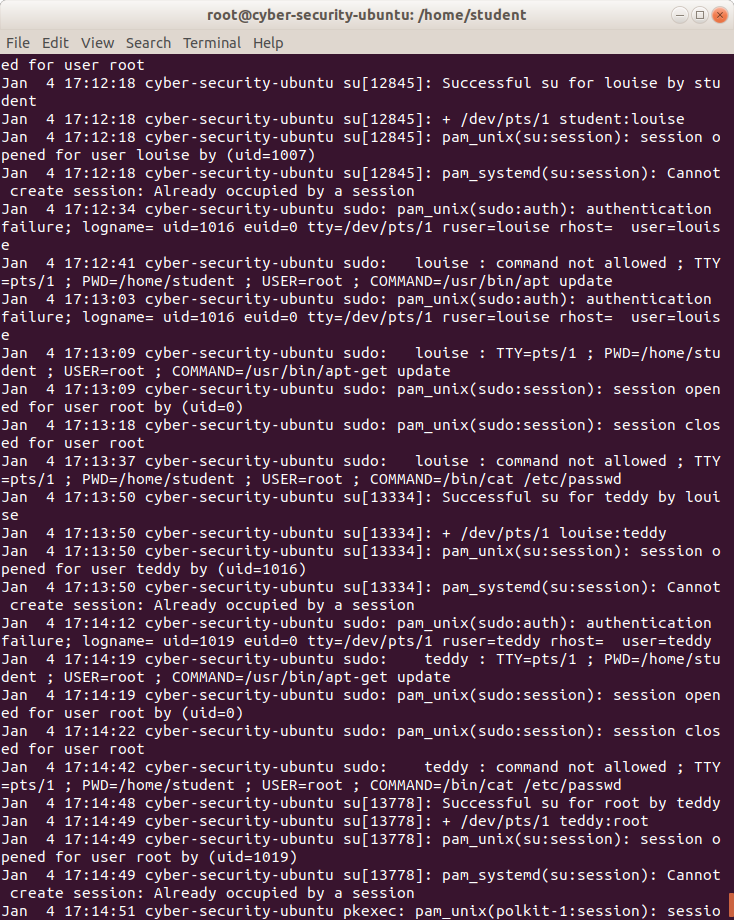 root@cyber-security-ubuntu: /home/student
File Edit View Search Terminal Help
ed for user root
Jan  4 17:12:18 cyber-security-ubuntu su[12845]: Successful su for louise by stu
dent
Jan  4 17:12:18 cyber-security-ubuntu su[12845]: + /dev/pts/1 student:louise
Jan  4 17:12:18 cyber-security-ubuntu su[12845]: pam_unix(su:session): session o
pened for user louise by (uid=1007)
Jan  4 17:12:18 cyber-security-ubuntu su[12845]: pam_systemd(su:session): Cannot
 create session: Already occupied by a session
Jan  4 17:12:34 cyber-security-ubuntu sudo: pam_unix(sudo:auth): authentication
failure; logname= uid=1016 euid=0 tty=/dev/pts/1 ruser=louise rhost=  user=louis
e
Jan  4 17:12:41 cyber-security-ubuntu sudo:   louise : command not allowed ; TTY
=pts/1 ; PWD=/home/student ; USER=root ; COMMAND=/usr/bin/apt update
Jan  4 17:13:03 cyber-security-ubuntu sudo: pam_unix(sudo:auth): authentication
failure; logname= uid=1016 euid=0 tty=/dev/pts/1 ruser=louise rhost=  user=louis
e
Jan  4 17:13:09 cyber-security-ubuntu sudo:   louise : TTY=pts/1 ; PWD=/home/stu
dent ; USER=root ; COMMAND=/usr/bin/apt-get update
Jan  4 17:13:09 cyber-security-ubuntu sudo: pam_unix(sudo:session): session open
ed for user root by (uid=0)
Jan  4 17:13:18 cyber-security-ubuntu sudo: pam_unix(sudo:session): session clos
ed for user root
Jan  4 17:13:37 cyber-security-ubuntu sudo:   louise : command not allowed ; TTY
=pts/1 ; PWD=/home/student ; USER=root ; COMMAND=/bin/cat /etc/passwd
Jan  4 17:13:50 cyber-security-ubuntu su[13334]: Successful su for teddy by loui
se
Jan  4 17:13:50 cyber-security-ubuntu su[13334]: + /dev/pts/1 louise:teddy
Jan  4 17:13:50 cyber-security-ubuntu su[13334]: pam_unix(su:session): session o
pened for user teddy by (uid=1016)
Jan  4 17:13:50 cyber-security-ubuntu su[13334]: pam_systemd(su:session): Cannot
 create session: Already occupied by a session
Jan  4 17:14:12 cyber-security-ubuntu sudo: pam_unix(sudo:auth): authentication
failure; logname= uid=1019 euid=0 tty=/dev/pts/1 ruser=teddy rhost=  user=teddy
Jan  4 17:14:19 cyber-security-ubuntu sudo:    teddy : TTY=pts/1 ; PWD=/home/stu
dent ; USER=root ; COMMAND=/usr/bin/apt-get update
Jan  4 17:14:19 cyber-security-ubuntu sudo: pam_unix(sudo:session): session open
ed for user root by (uid=0)
Jan  4 17:14:22 cyber-security-ubuntu sudo: pam_unix(sudo:session): session clos
ed for user root
Jan  4 17:14:42 cyber-security-ubuntu sudo:    teddy : command not allowed ; TTY
=pts/1 ; PWD=/home/student ; USER=root ; COMMAND=/bin/cat /etc/passwd
Jan  4 17:14:48 cyber-security-ubuntu su[13778]: Successful su for root by teddy
Jan  4 17:14:49 cyber-security-ubuntu su[13778]: + /dev/pts/1 teddy:root
Jan  4 17:14:49 cyber-security-ubuntu su[13778]: pam_unix(su:session): session o
pened for user root by (uid=1019)
Jan  4 17:14:49 cyber-security-ubuntu su[13778]: pam_systemd(su:session): Cannot
 create session: Already occupied by a session
Jan  4 17:14:51 cyber-security-ubuntu pkexec: pam_unix(polkit-1:session): sessio